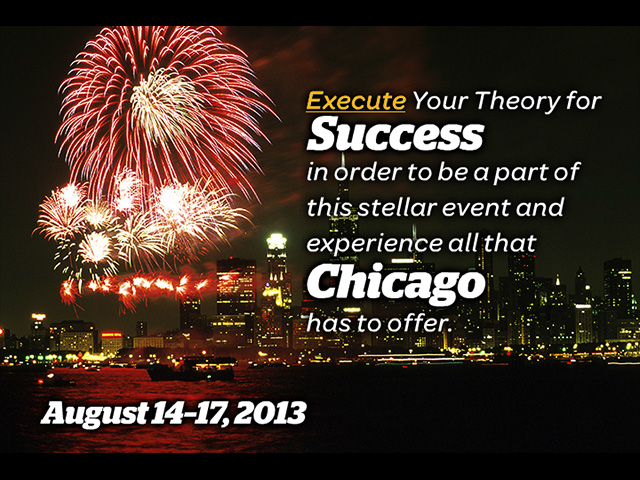 Execute Your Theory for
Success
in order to be a part of
this stellar event and
experience all that
Chicago
has to offer.
August 14-17, 2013